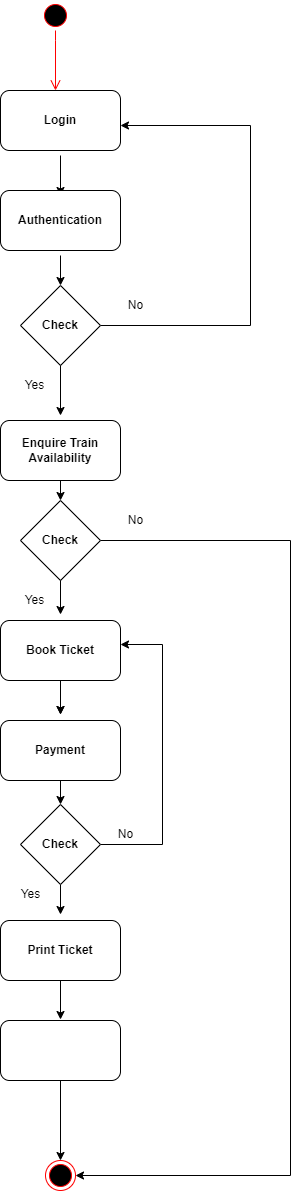 Login
Authentication
Check
No
Yes
Enquire Train
Availability
No
Check
Yes
Book Ticket
Payment
No
Check
Yes
Print Ticket